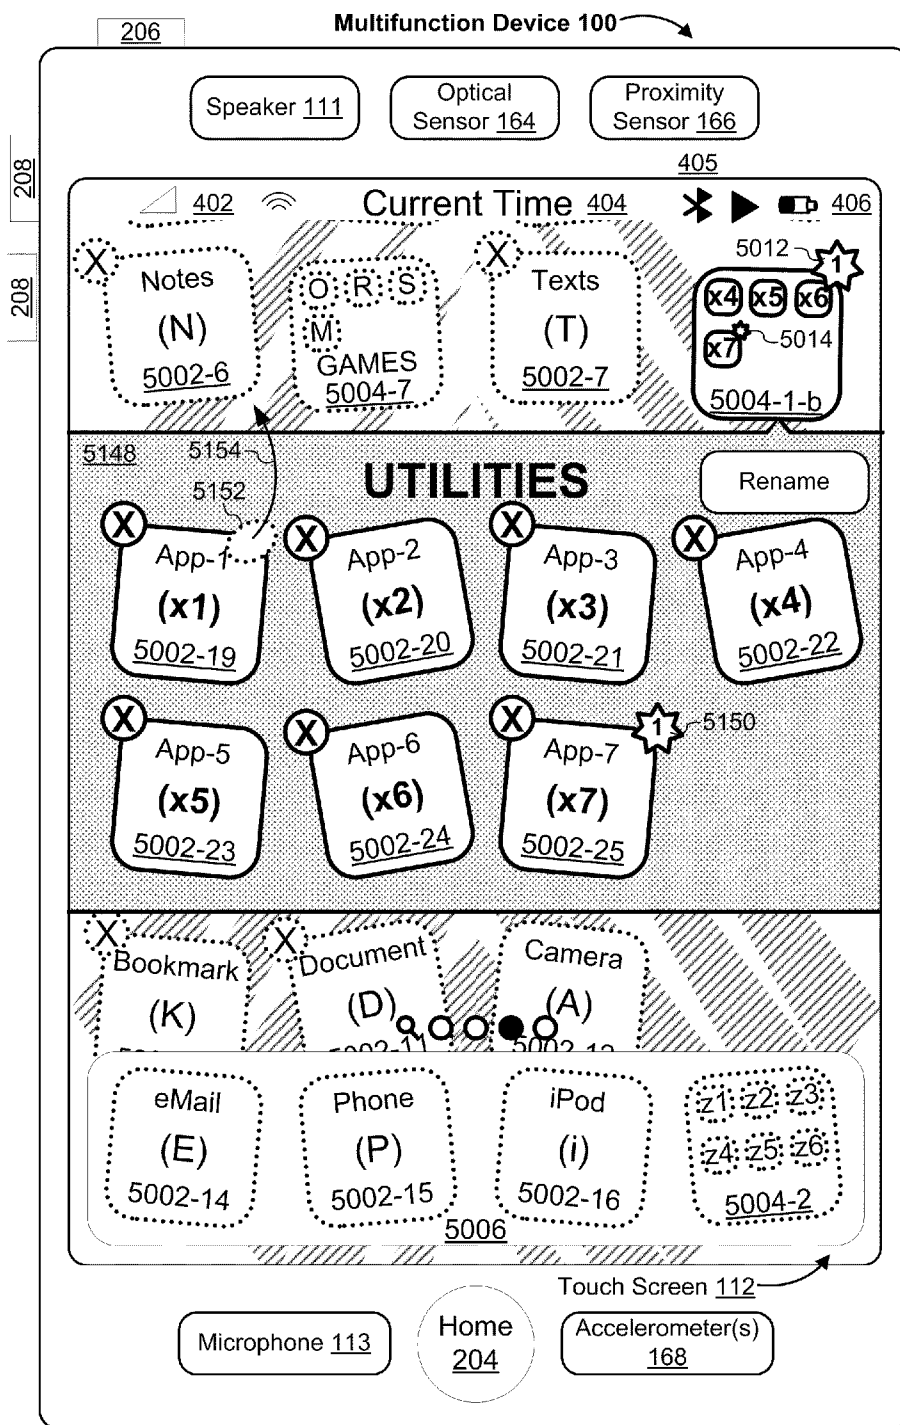 Multifunction Device 100
206
Speaker 111
Optical
Sensor 164
Proximity
Sensor 166
208
208
405
402
Current Time 404
406
5012
1
X
Notes
(N)
5002-6
O R S
M
GAMES
5004-7
X
Texts
(T)
5002-7
x4 x5 x6
x7
5014
5004-1-b
5148
5154
5152
UTILITIES
Rename
X
App-1
(x1)
5002-19
X
App-2
(x2)
5002-20
X
App-3
(x3)
5002-21
X
App-4
(x4)
5002-22
X
App-5
(x5)
5002-23
X
App-6
(x6)
5002-24
X
App-7
(x7)
5002-25
1
5150
X
Bookmark
(K)
X
Document
(D)
5002-11
Camera
(A)
5002-12
eMail
(E)
5002-14
Phone
(P)
5002-15
iPod
(i)
5002-16
z1 z2 z3
z4 z5 z6
5004-2
5006
Touch Screen 112
Microphone 113
Home
204
Accelerometer(s)
168